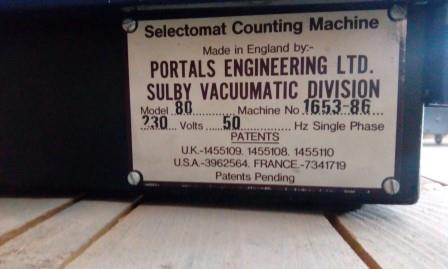 Selectomat Counting Machine
Made in England by:-
PORTALS ENGINEERING LTD.
SULBY VACUUMATIC DIVISION
Model 80 Machine No 1653-86
230 Volts 50 Hz Single Phase
PATENTS
U.K.-1455109. 1455108. 1455110
U.S.A.-3962564. FRANCE.-7341719
Patents Pending